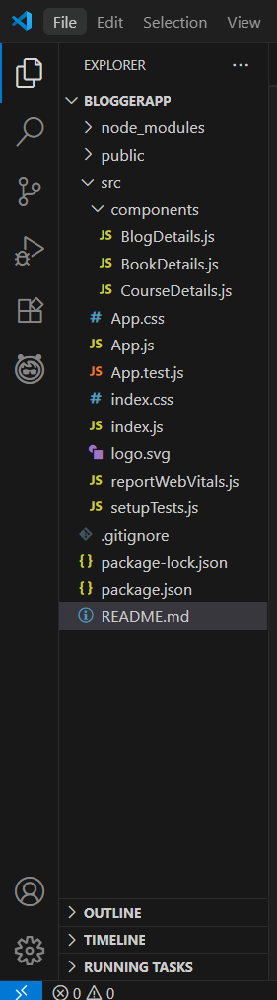 File Edit Selection View
EXPLORER ...
BLOGGERAPP
node_modules
public
src
components
JS BlogDetails.js
JS BookDetails.js
JS CourseDetails.js
# App.css
JS App.js
JS App.test.js
# index.css
JS index.js
logo.svg
JS reportWebVitals.js
JS setupTests.js
.gitignore
{} package-lock.json
{} package.json
README.md
OUTLINE
TIMELINE
RUNNING TASKS
0 0